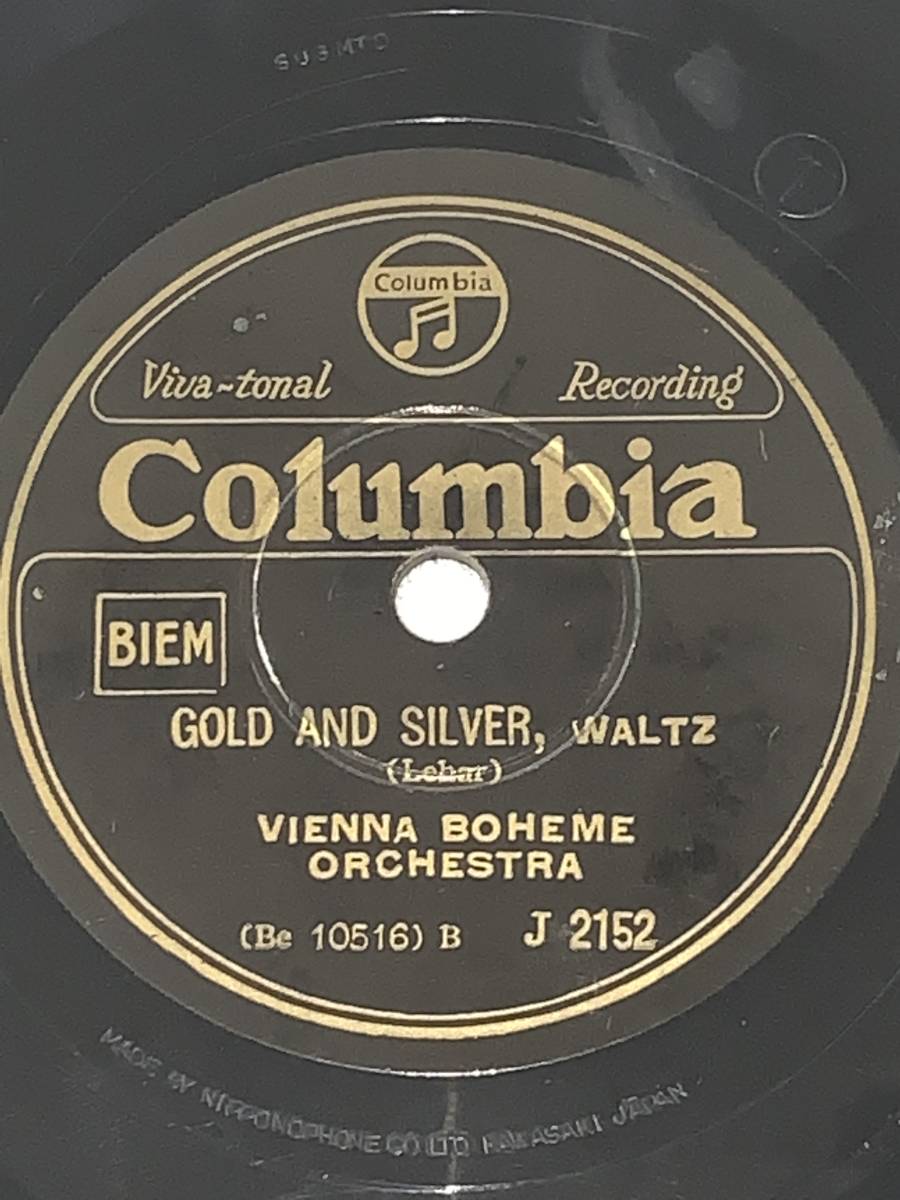 Columbia
Viva-tonal Recording
Columbia
BIEM
GOLD AND SILVER, WALTZ
(Lehar)
VIENNA BOHEME
ORCHESTRA
(Be 10516) B J 2152
MADE BY NIPPONOPHONE CO LTD KAWASAKI JAPAN